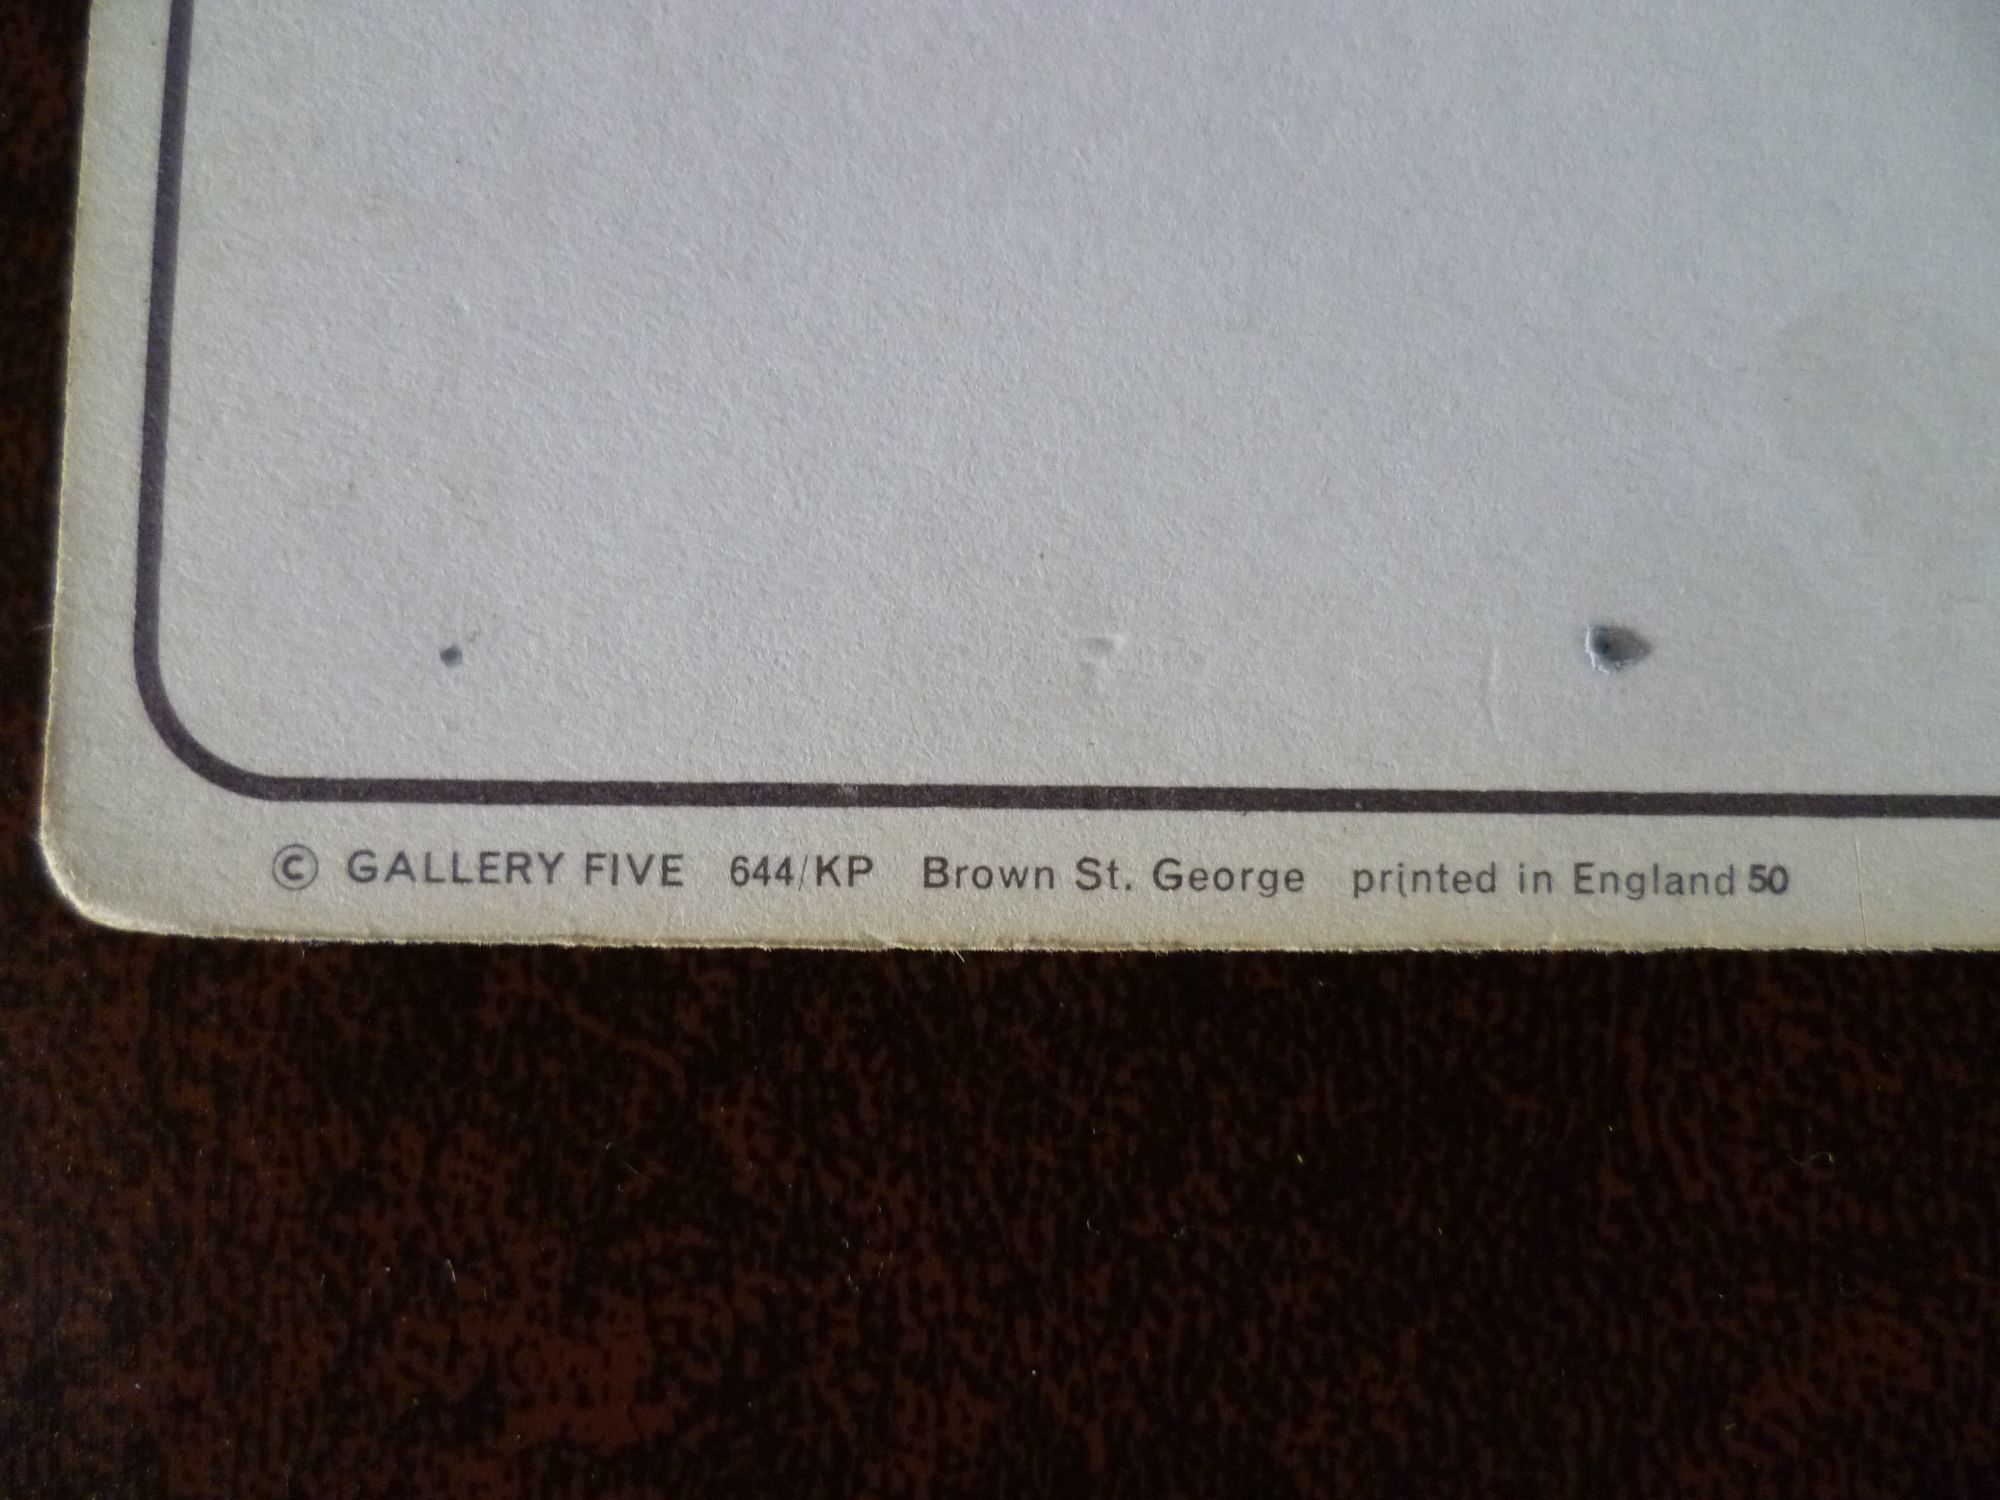 © GALLERY FIVE 644/KP Brown St. George printed in England 50